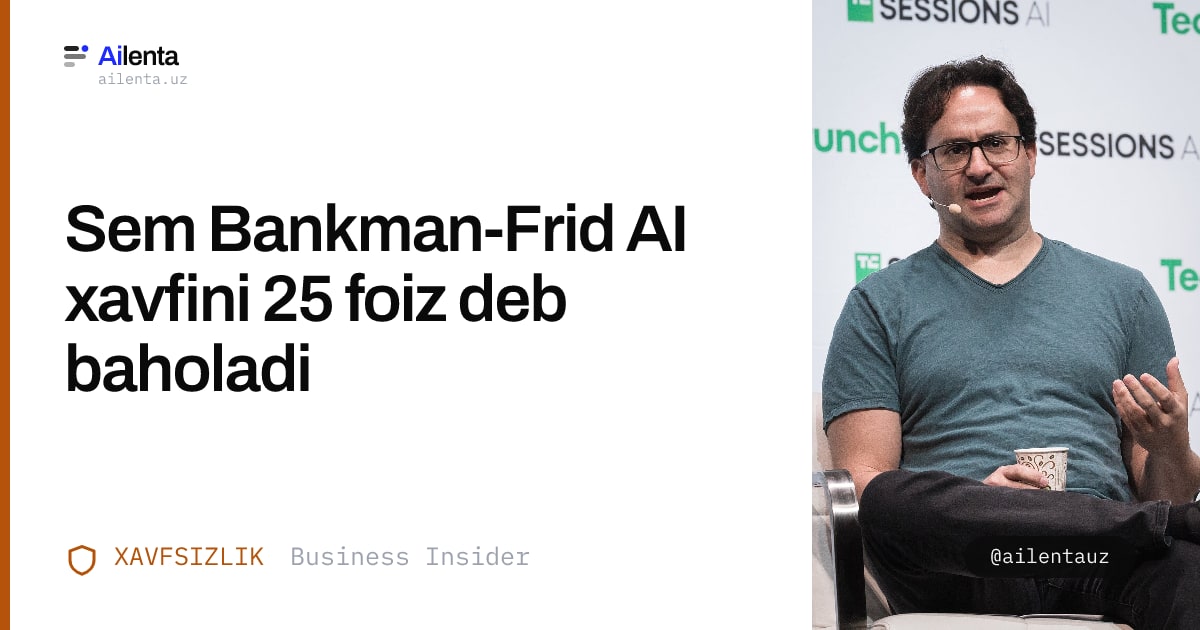 Ailenta
ailenta.uz
Sem Bankman-Frid AI
xavfini 25 foiz deb
baholadi
XAVFSIZLIK Business Insider
SESSIONS AI
Tec
unch
SESSIONS A
TC
Te
@ailentauz